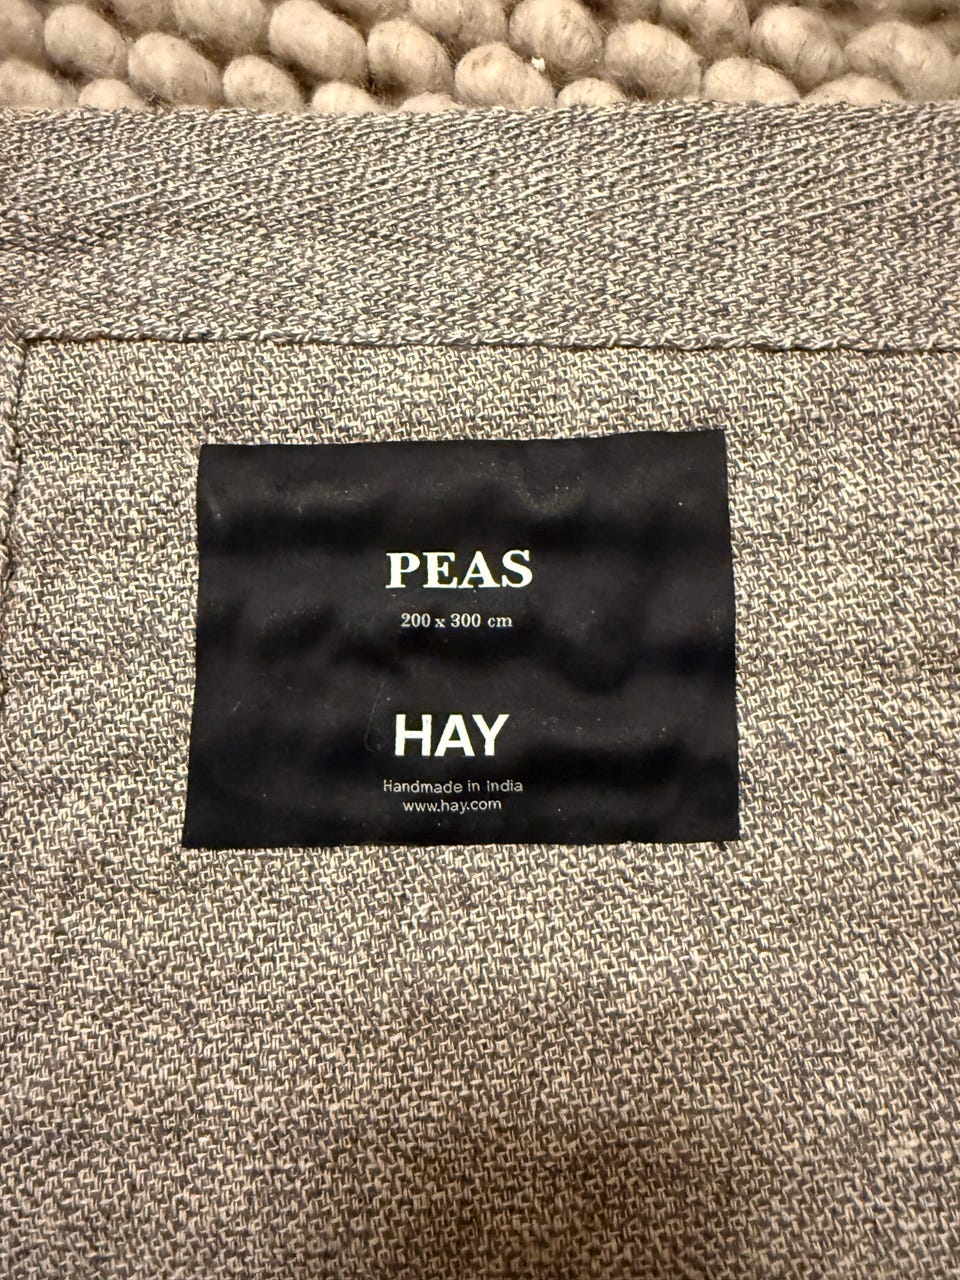 PEAS
200 x 300 cm
HAY
Handmade in India
www.hay.com